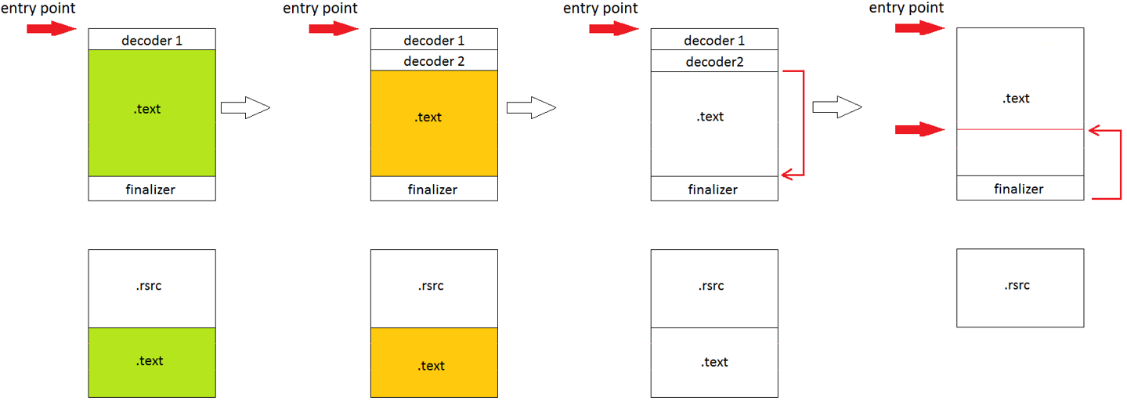 entry point
decoder 1
.text
finalizer
.rsrc
.text
entry point
decoder 1
decoder 2
.text
finalizer
.rsrc
.text
entry point
decoder 1
decoder2
.text
finalizer
.rsrc
.text
entry point
.text
finalizer
.rsrc